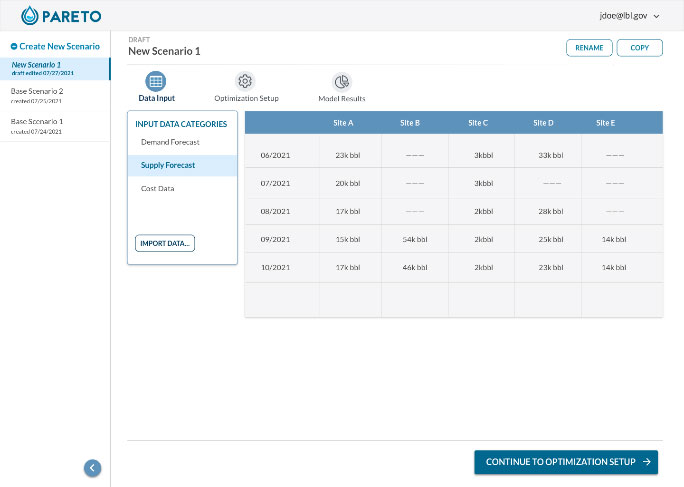 PARETO
jdoe@lbl.gov
Create New Scenario
New Scenario 1
draft edited 07/27/2021
Base Scenario 2
created 07/25/2021
Base Scenario 1
created 07/24/2021
DRAFT
New Scenario 1
RENAME
COPY
Data Input
Optimization Setup
Model Results
INPUT DATA CATEGORIES
Demand Forecast
Supply Forecast
Cost Data
IMPORT DATA...
Site A Site B Site C Site D Site E
06/2021 23k bbl ——— 3kbbl 33k bbl ———
07/2021 20k bbl ——— 3kbbl ——— ———
08/2021 17k bbl ——— 2kbbl 28k bbl ———
09/2021 15k bbl 54k bbl 2kbbl 25k bbl 14k bbl
10/2021 17k bbl 46k bbl 2kbbl 23k bbl 14k bbl
CONTINUE TO OPTIMIZATION SETUP